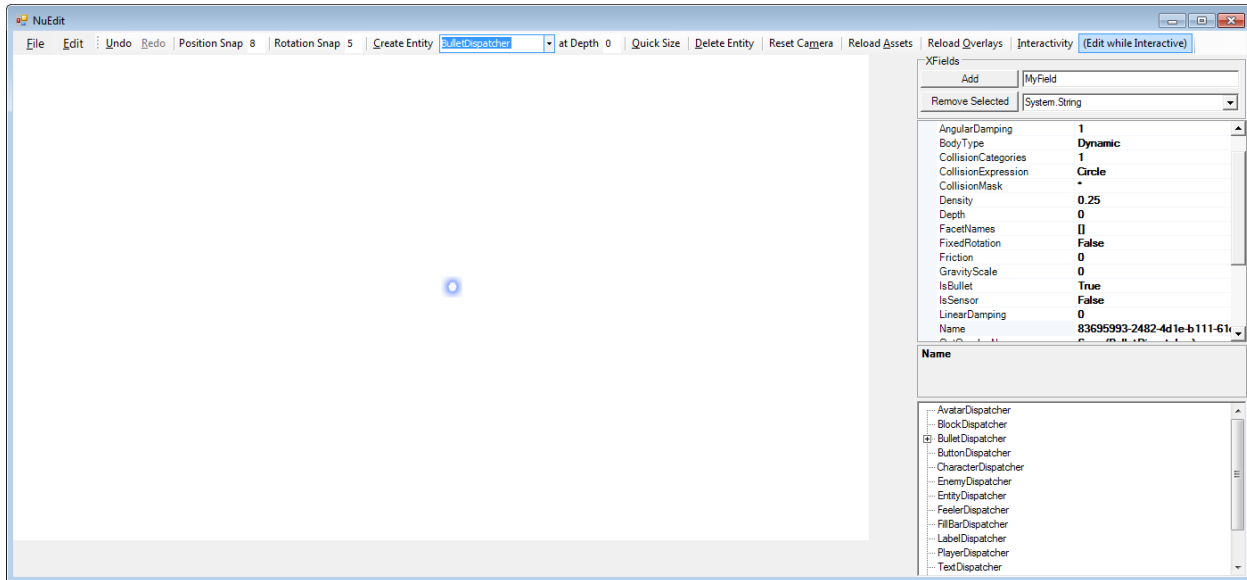 NuEdit
File Edit Undo Redo Position Snap 8 Rotation Snap 5 Create Entity BulletDispatcher at Depth 0 Quick Size Delete Entity Reset Camera Reload Assets Reload Overlays Interactivity (Edit while Interactive)
XFields
Add MyField
Remove Selected System.String
AngularDamping 1
BodyType Dynamic
CollisionCategories 1
CollisionExpression Circle
CollisionMask *
Density 0.25
Depth 0
FacetNames []
FixedRotation False
Friction 0
GravityScale 0
IsBullet True
IsSensor False
LinearDamping 0
Name 83695993-2482-4d1e-b111-61
Name
AvatarDispatcher
BlockDispatcher
BulletDispatcher
ButtonDispatcher
CharacterDispatcher
EnemyDispatcher
EntityDispatcher
FeelerDispatcher
FillBarDispatcher
LabelDispatcher
PlayerDispatcher
TextDispatcher